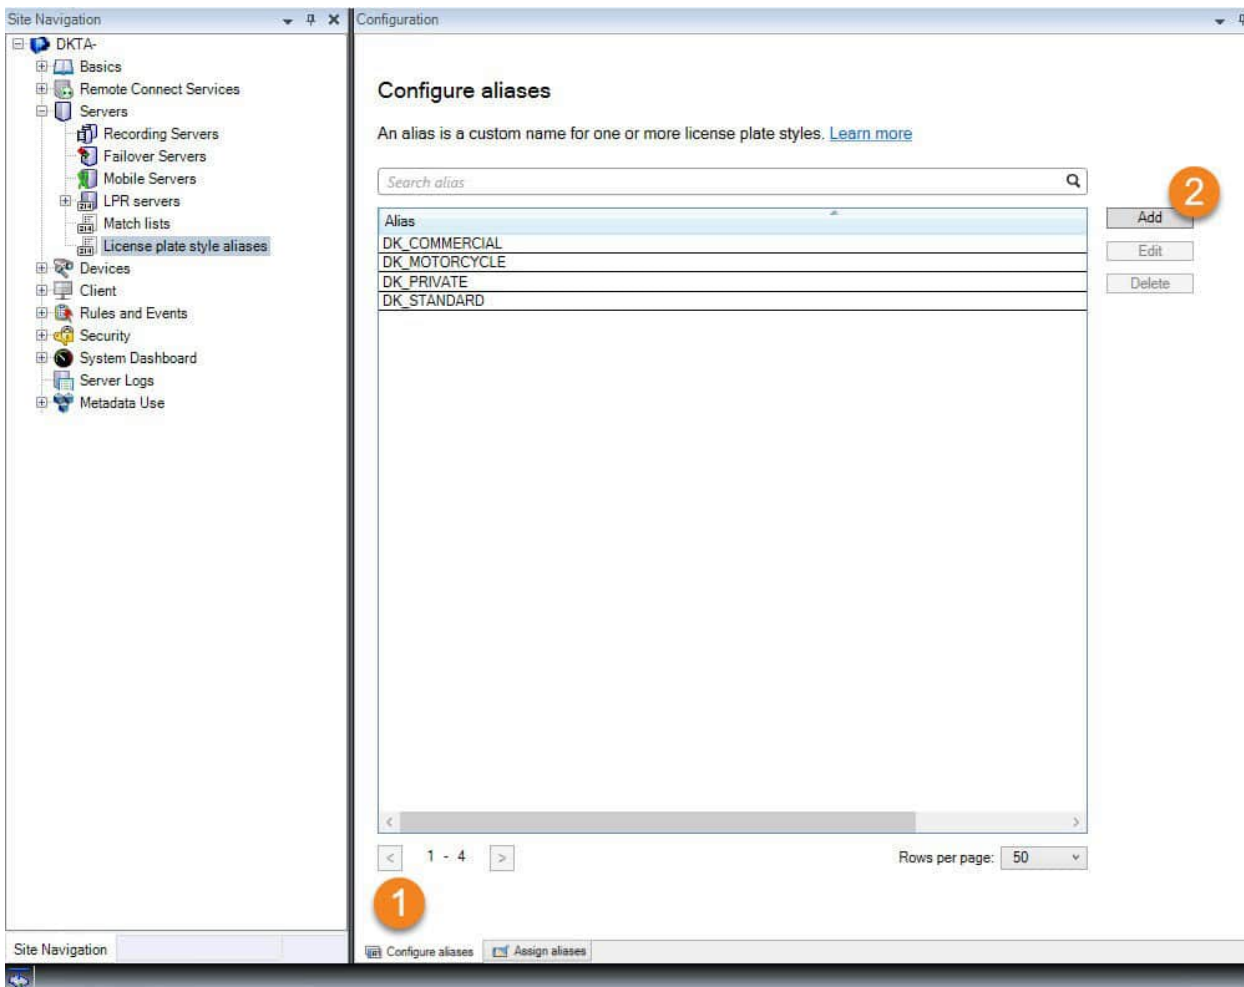 Site Navigation
DKTA-
Basics
Remote Connect Services
Servers
Recording Servers
Failover Servers
Mobile Servers
LPR servers
Match lists
License plate style aliases
Devices
Client
Rules and Events
Security
System Dashboard
Server Logs
Metadata Use
Site Navigation
Configuration
Configure aliases
An alias is a custom name for one or more license plate styles. Learn more
Search alias
2
Alias
Add
DK_COMMERCIAL
Edit
DK_MOTORCYCLE
DK_PRIVATE
Delete
DK_STANDARD
< 1 - 4 > Rows per page: 50
1
Configure aliases Assign aliases